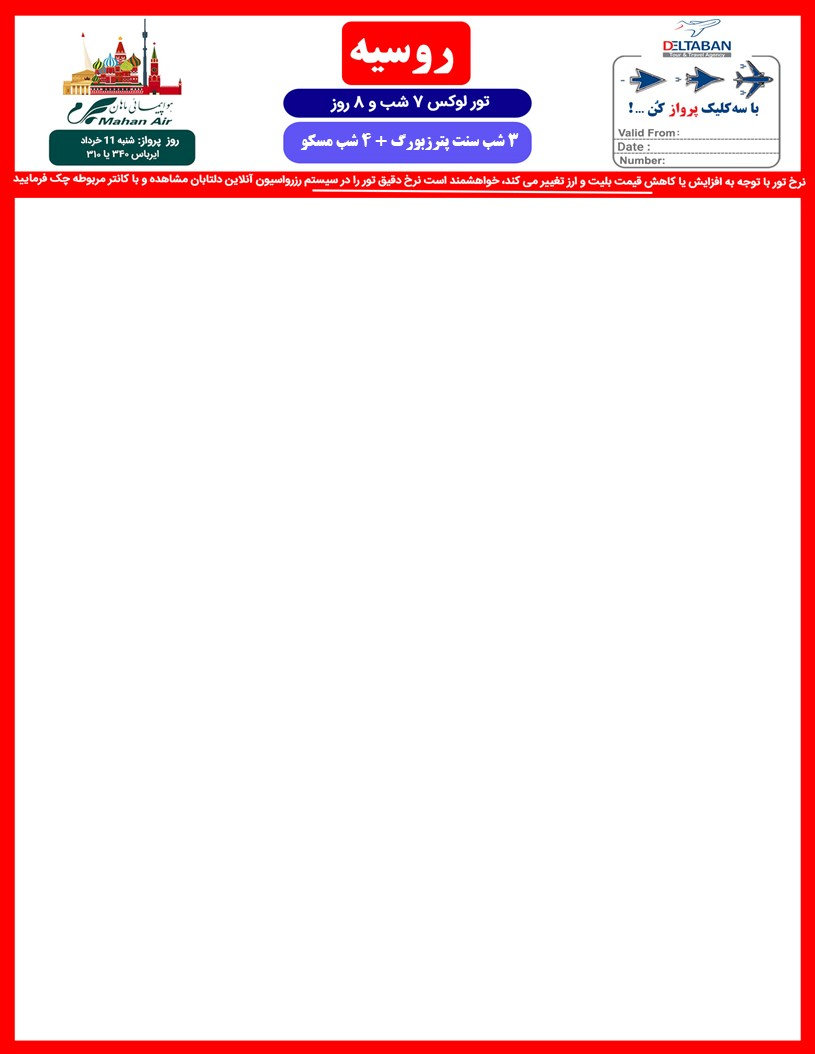 روسیه
تور لوکس ۷ شب و ۸ روز
۳ شب سنت پترزبورگ + ۴ شب مسکو
DELTABAN
Tour & Travel Agency
با سه کلیک پرواز کُن ...!
Valid From:
Date :
Number:
هواپیمائی ماهان
Mahan Air
روز پرواز: شنبه 11 خرداد
ایرباس ۳۴۰ یا ۳۱۰
نرخ تور با توجه به افزایش یا کاهش قیمت بلیت و ارز تغییر می کند، خواهشمند است نرخ دقیق تور را در سیستم رزرواسیون آنلاین دلتابان مشاهده و با کانتر مربوطه چک فرمایید